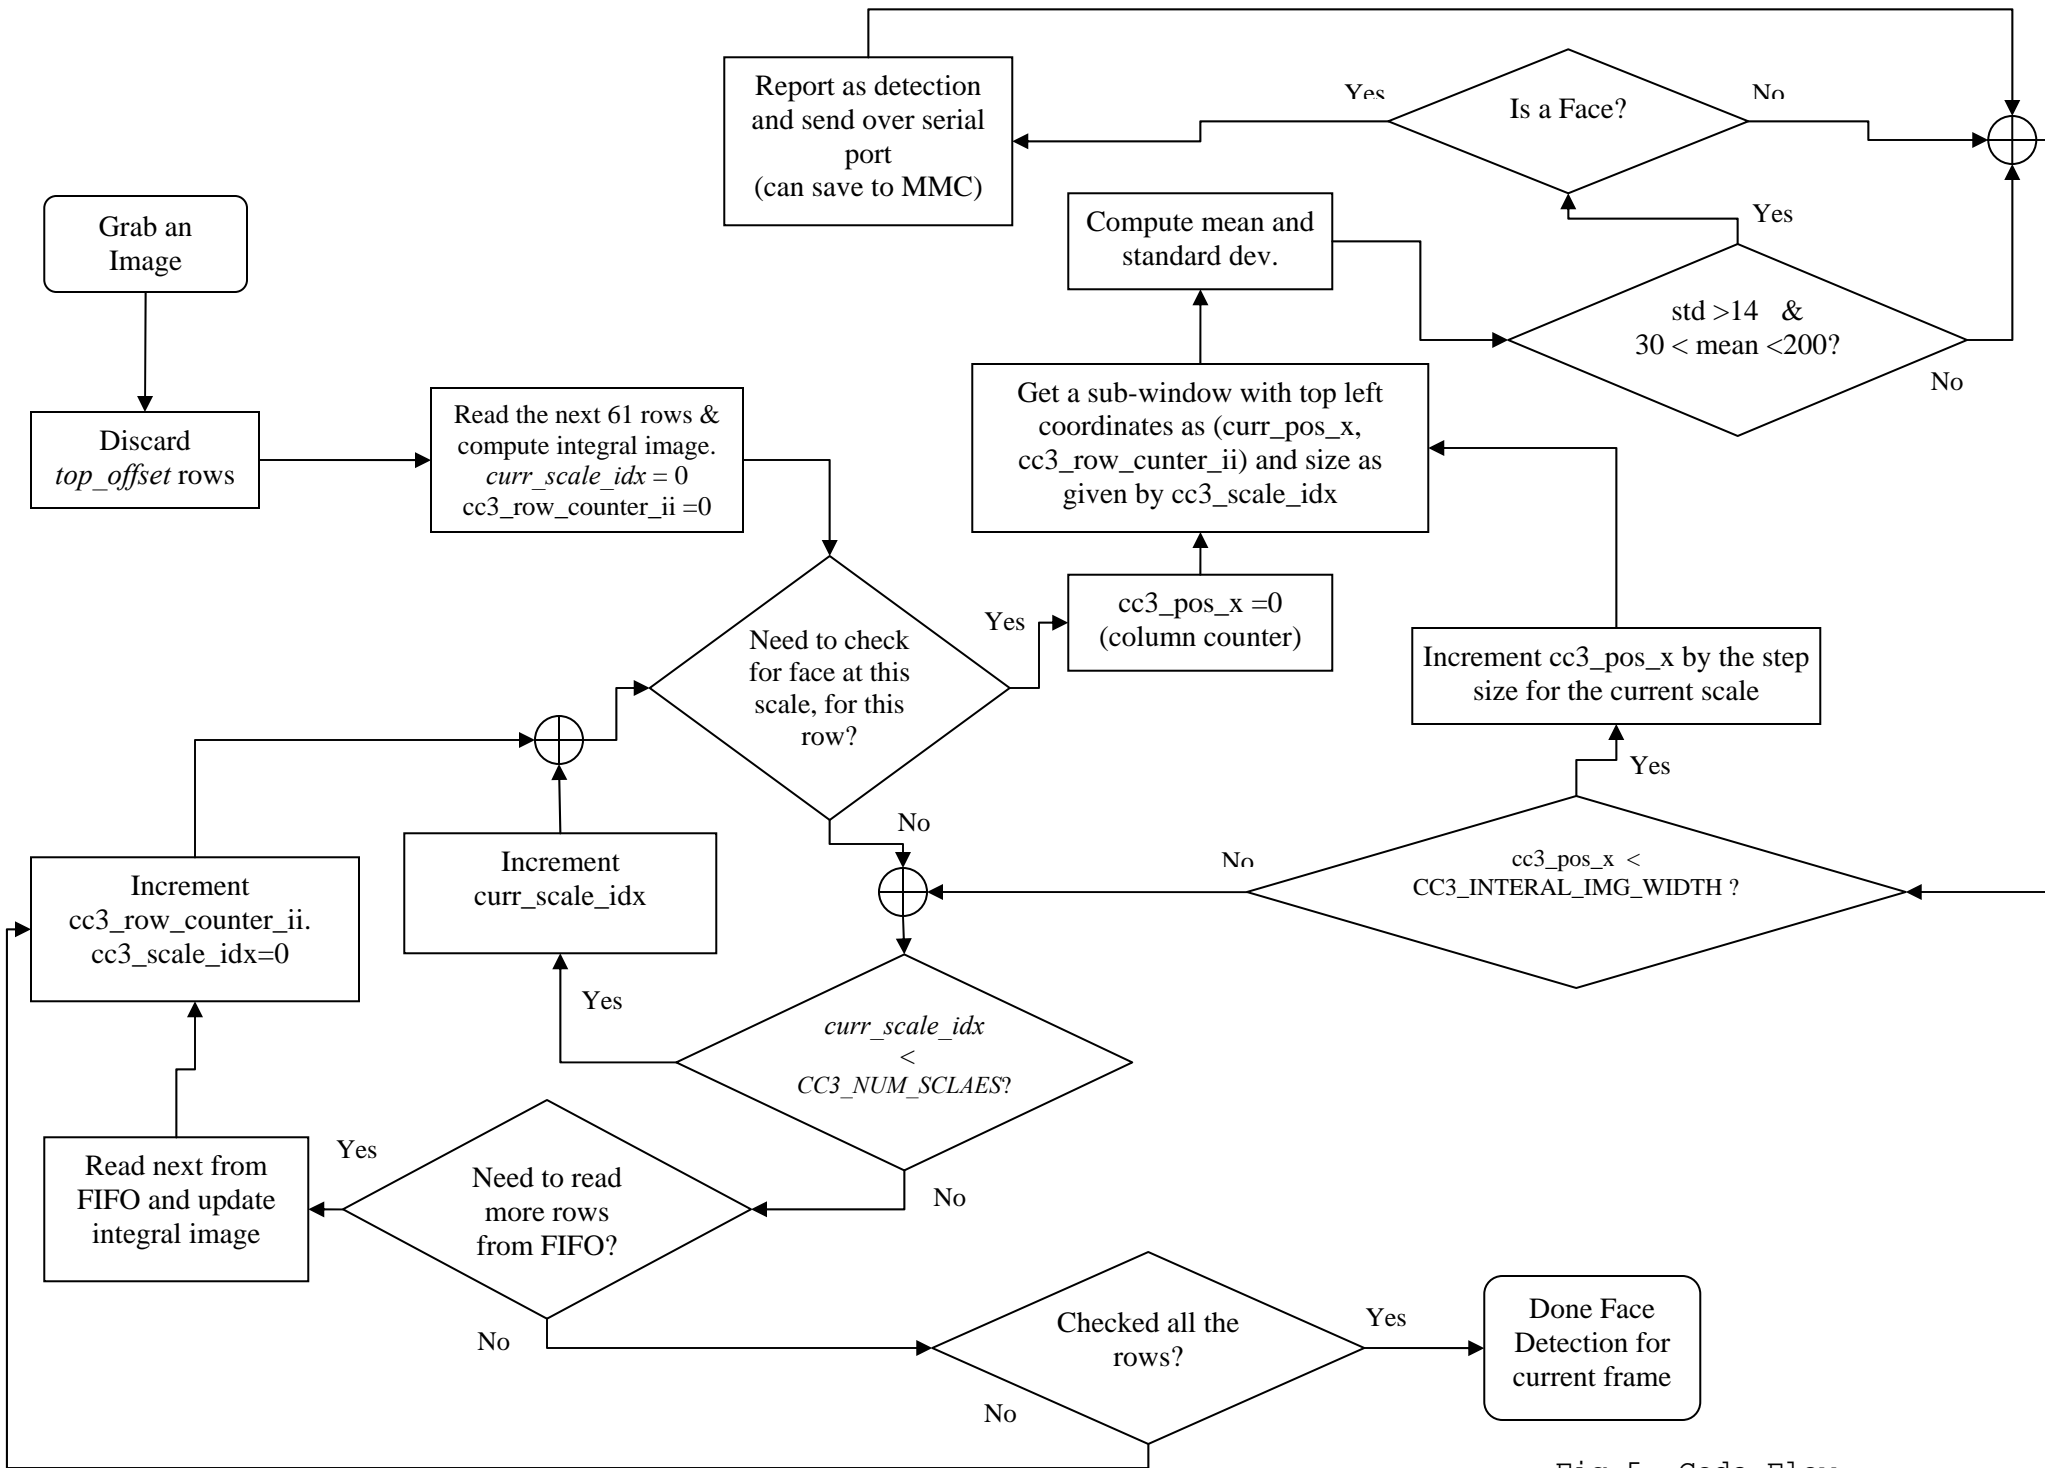 Report as detection
and send over serial
port
(can save to MMC)
Yes
Is a Face?
No
Grab an
Image
Compute mean and
standard dev.
Yes
std >14 &
30 < mean <200?
No
Discard
top_offset rows
Read the next 61 rows &
compute integral image.
curr_scale_idx = 0
cc3_row_counter_ii =0
Get a sub-window with top left
coordinates as (curr_pos_x,
cc3_row_cunter_ii) and size as
given by cc3_scale_idx
Need to check
for face at this
scale, for this
row?
Yes
cc3_pos_x =0
(column counter)
Increment cc3_pos_x by the step
size for the current scale
Yes
No
No
cc3_pos_x <
CC3_INTERAL_IMG_WIDTH ?
Increment
cc3_row_counter_ii.
cc3_scale_idx=0
Increment
curr_scale_idx
Yes
curr_scale_idx
<
CC3_NUM_SCLAES?
No
Read next from
FIFO and update
integral image
Yes
Need to read
more rows
from FIFO?
No
Checked all the
rows?
Yes
No
Done Face
Detection for
current frame
Fig 5. Code Flow